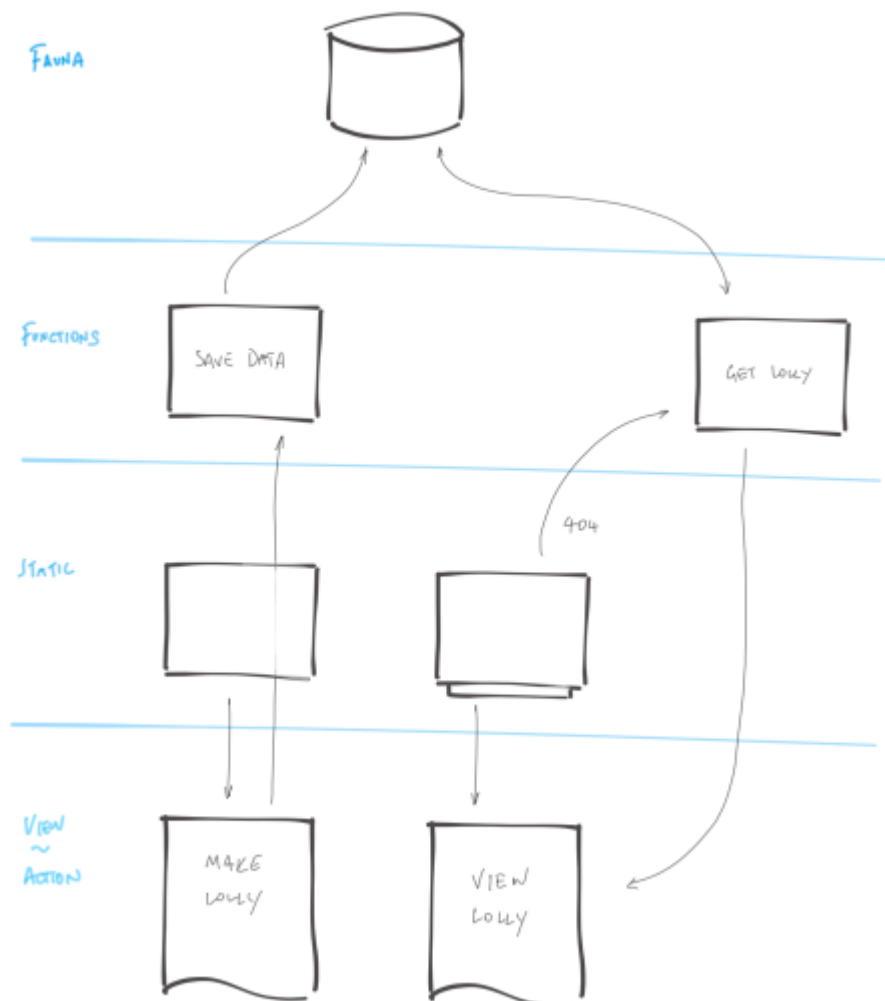 FAUNA
FUNCTIONS
SAVE DATA
GET LOLLY
404
STATIC
VIEW
~
ACTION
MAKE
LOLLY
VIEW
LOLLY